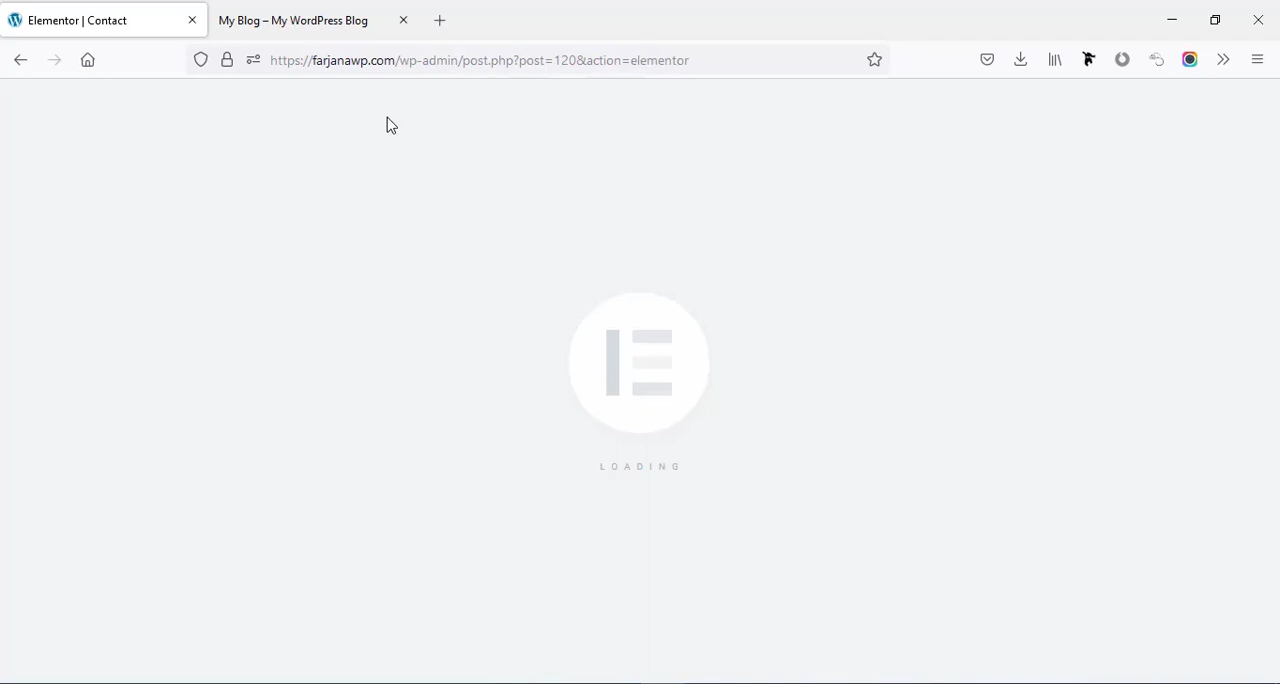 Elementor | Contact
My Blog – My WordPress Blog
https://farjanawp.com/wp-admin/post.php?post=120&action=elementor
LOADING